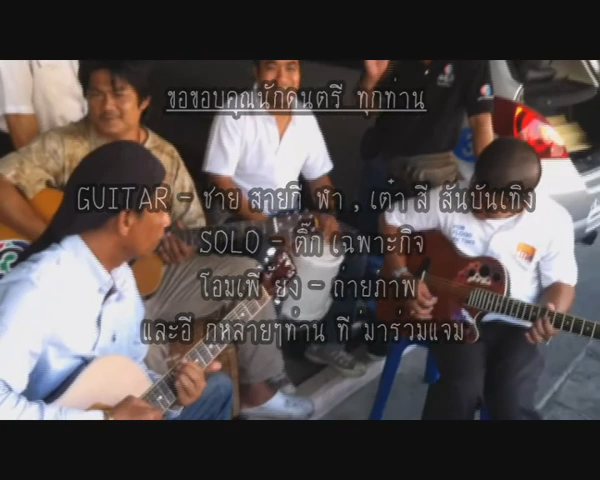 ขอขอบคุณนักดนตรี ทุกท่าน
GUITAR - ชาย สายกี ฬา , เต๋า สี สันบันเทิง
SOLO - ติ๊ก เฉพาะกิจ
โอมเพี ยง - ถ่ายภาพ
และอี กหลายๆท่าน ที่ มาร่วมแจม